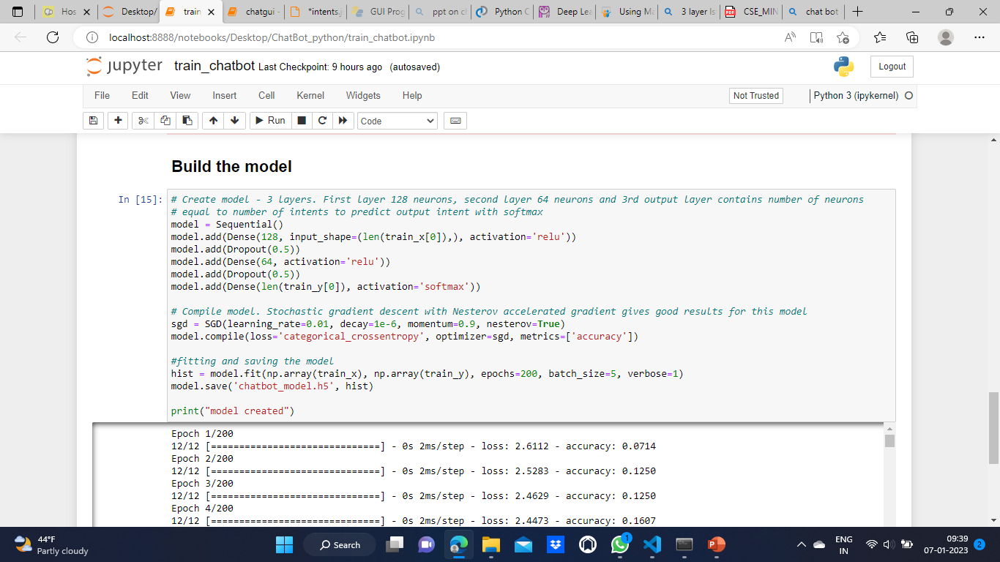 Hos
Desktop/
train
chatgui -
*intents.j
GUI Prog
ppt on cl
Python C
Deep Lea
Using Ma
3 layer ls
CSE_MIN
chat bot
localhost:8888/notebooks/Desktop/ChatBot_python/train_chatbot.ipynb
jupyter train_chatbot Last Checkpoint: 9 hours ago (autosaved)
Logout
File Edit View Insert Cell Kernel Widgets Help
Not Trusted
Python 3 (ipykernel)
Run
Code
Build the model
In [15]:
# Create model - 3 layers. First layer 128 neurons, second layer 64 neurons and 3rd output layer contains number of neurons
# equal to number of intents to predict output intent with softmax
model = Sequential()
model.add(Dense(128, input_shape=(len(train_x[0]),), activation='relu'))
model.add(Dropout(0.5))
model.add(Dense(64, activation='relu'))
model.add(Dropout(0.5))
model.add(Dense(len(train_y[0]), activation='softmax'))
# Compile model. Stochastic gradient descent with Nesterov accelerated gradient gives good results for this model
sgd = SGD(learning_rate=0.01, decay=1e-6, momentum=0.9, nesterov=True)
model.compile(loss='categorical_crossentropy', optimizer=sgd, metrics=['accuracy'])
#fitting and saving the model
hist = model.fit(np.array(train_x), np.array(train_y), epochs=200, batch_size=5, verbose=1)
model.save('chatbot_model.h5', hist)
print("model created")
Epoch 1/200
12/12 [==============================] - 0s 2ms/step - loss: 2.6112 - accuracy: 0.0714
Epoch 2/200
12/12 [==============================] - 0s 2ms/step - loss: 2.5283 - accuracy: 0.1250
Epoch 3/200
12/12 [==============================] - 0s 2ms/step - loss: 2.4629 - accuracy: 0.1250
Epoch 4/200
12/12 [==============================] - 0s 2ms/step - loss: 2.4473 - accuracy: 0.1607
44°F
Partly cloudy
Search
1
ENG
IN
09:39
07-01-2023
2